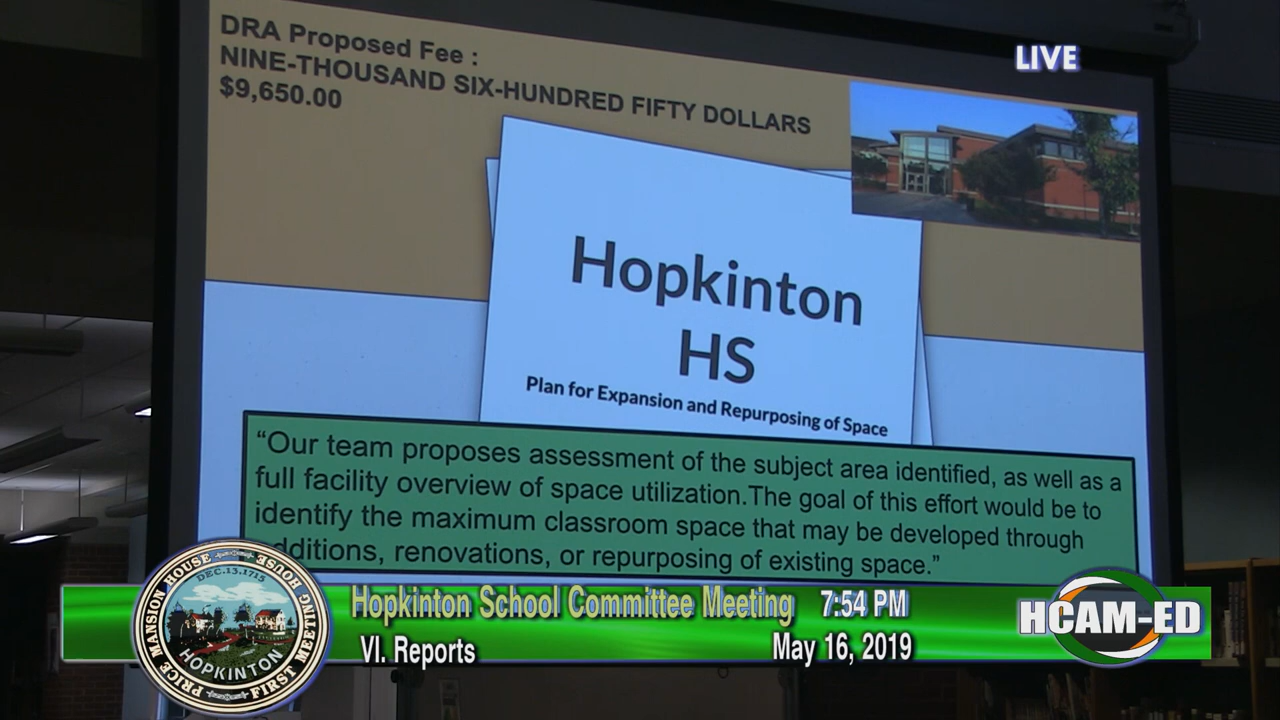 DRA Proposed Fee :
NINE-THOUSAND SIX-HUNDRED FIFTY DOLLARS
$9,650.00
LIVE
Hopkinton
HS
Plan for Expansion and Repurposing of Space
“Our team proposes assessment of the subject area identified, as well as a
full facility overview of space utilization.The goal of this effort would be to
identify the maximum classroom space that may be developed through
dditions, renovations, or repurposing of existing space.”
Hopkinton School Committee Meeting 7:54 PM
VI. Reports May 16, 2019
HCAM-ED
PRICE MANSION HOUSE FIRST MEETING HOUSE
DEC.13,1715
HOPKINTON